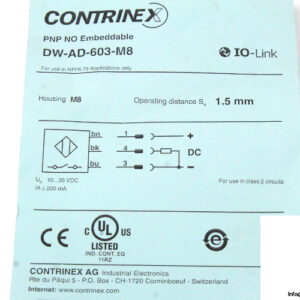 CONTRINEX
PNP NO Embeddable
DW-AD-603-M8
For use in NFPA 79 Applications only
IO-Link
Housing M8
Operating distance Sn 1.5 mm
bn 1 +
bk 4 DC
bu 3 -
10...30 VDC
IA ≤ 200 mA
For use in class 2 circuits
CE
c UL US
LISTED
IND. CONT. EQ
11RZ
CONTRINEX AG Industrial Electronics
Rte du Pâqui 5 - P.O. Box - CH-1720 Corminboeuf - Switzerland
Internet: www.contrinex.com